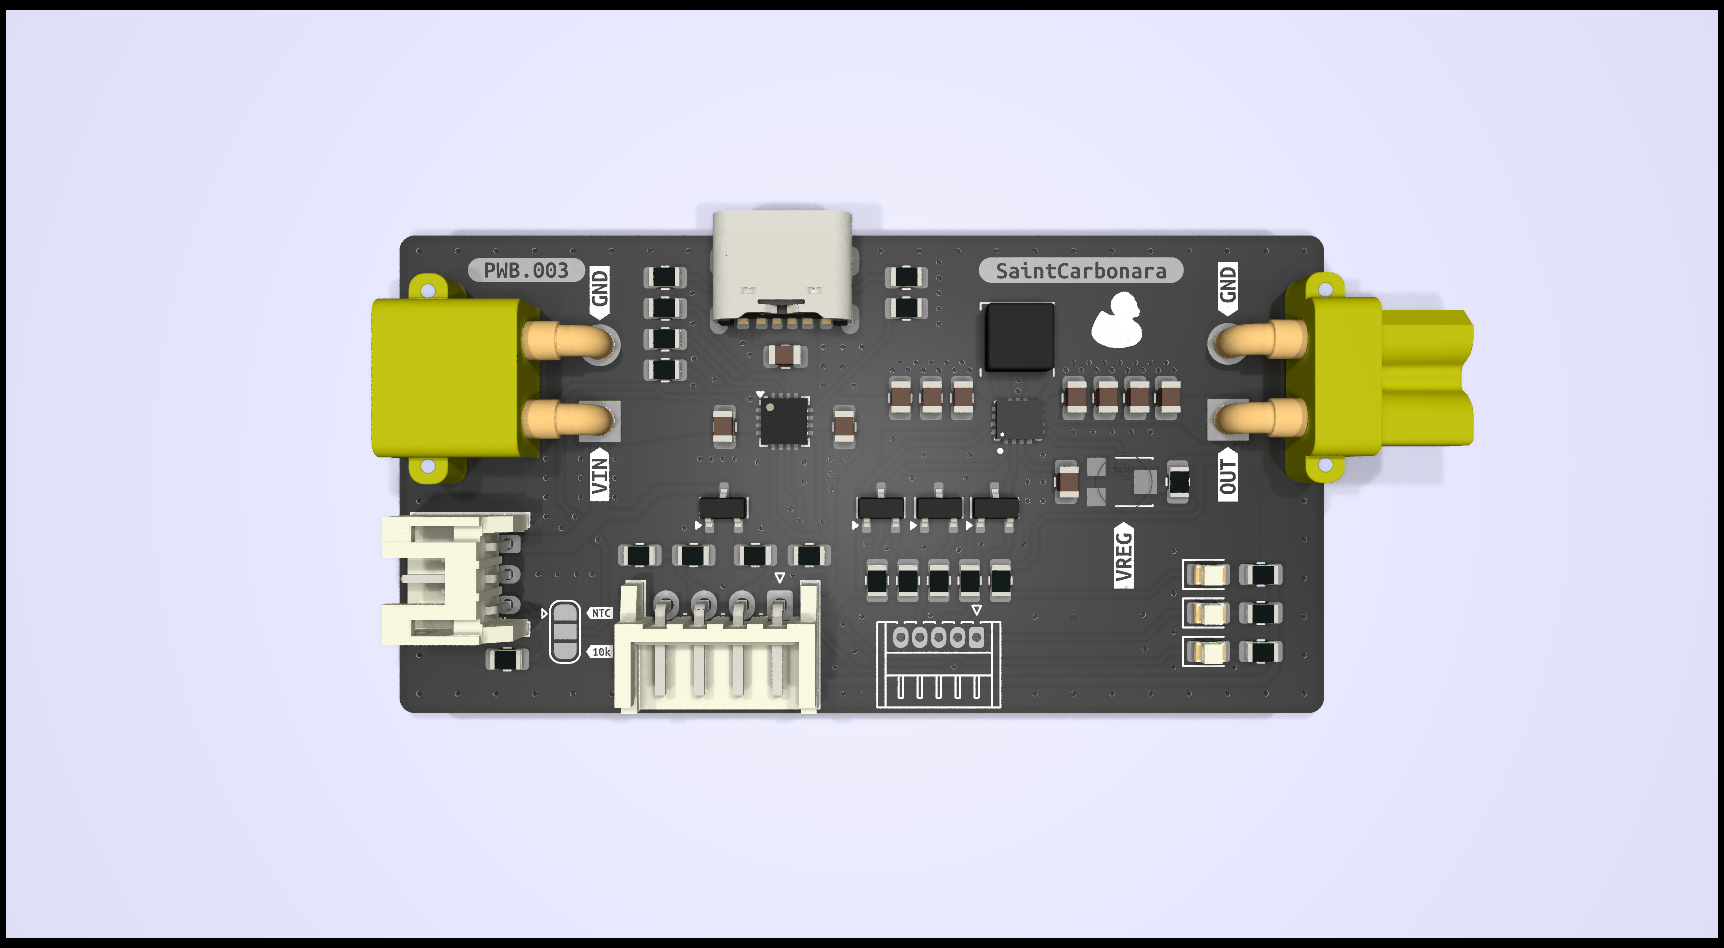 PWB.003
SaintCarbonara
GND
GND
VIN
OUT
VREG
NTC
10k